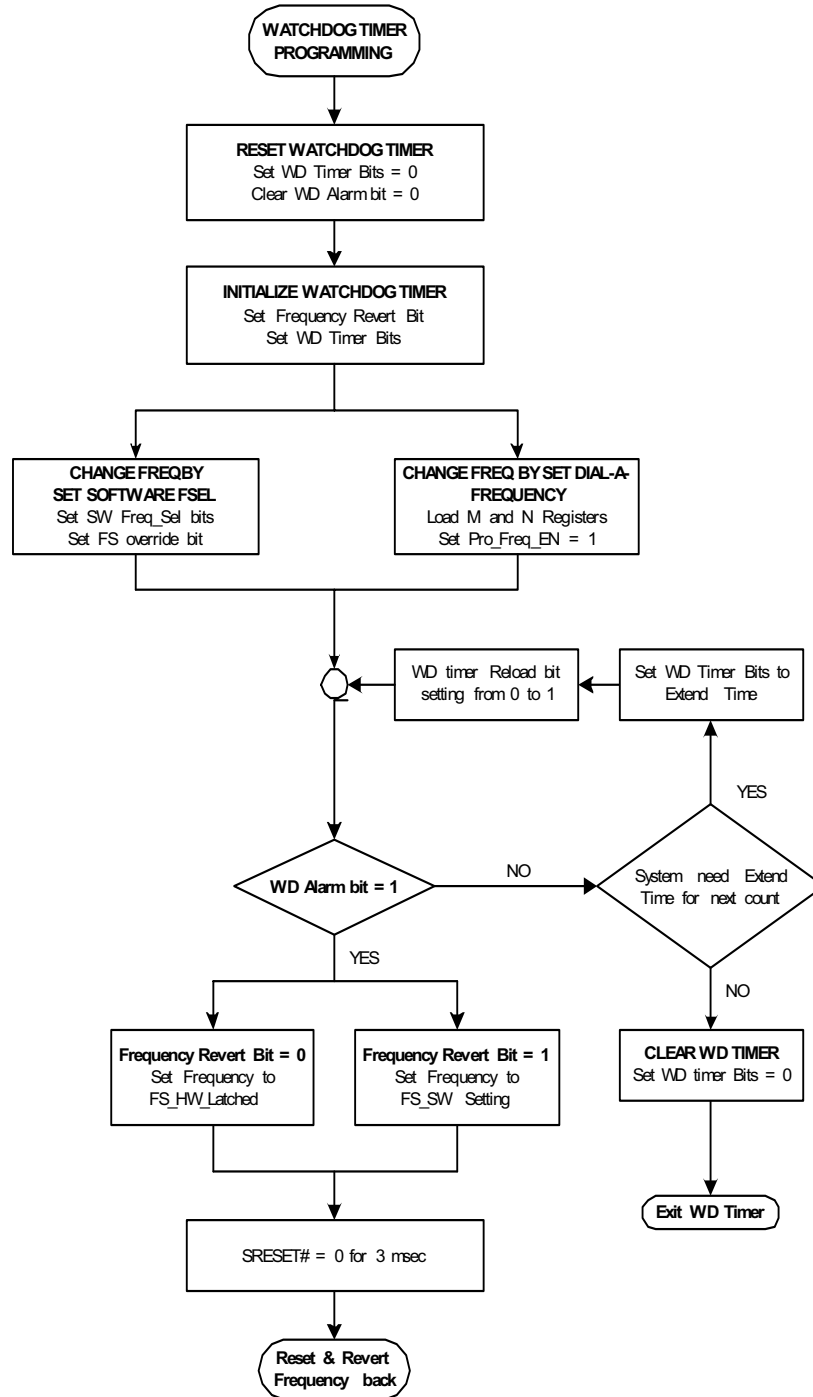 WATCHDOG TIMER
PROGRAMMING
RESET WATCHDOG TIMER
Set WD Timer Bits = 0
Clear WD Alarm bit = 0
INITIALIZE WATCHDOG TIMER
Set Frequency Revert Bit
Set WD Timer Bits
CHANGE FREQ BY
SET SOFTWARE FSEL
Set SW Freq_Sel bits
Set FS override bit
CHANGE FREQ BY SET DIAL-A-
FREQUENCY
Load M and N Registers
Set Pro_Freq_EN = 1
WD timer Reload bit
setting from 0 to 1
Set WD Timer Bits to
Extend Time
YES
WD Alarm bit = 1
NO
System need Extend
Time for next count
YES
NO
Frequency Revert Bit = 0
Set Frequency to
FS_HW_Latched
Frequency Revert Bit = 1
Set Frequency to
FS_SW Setting
CLEAR WD TIMER
Set WD timer Bits = 0
Exit WD Timer
SRESET# = 0 for 3 msec
Reset & Revert
Frequency back